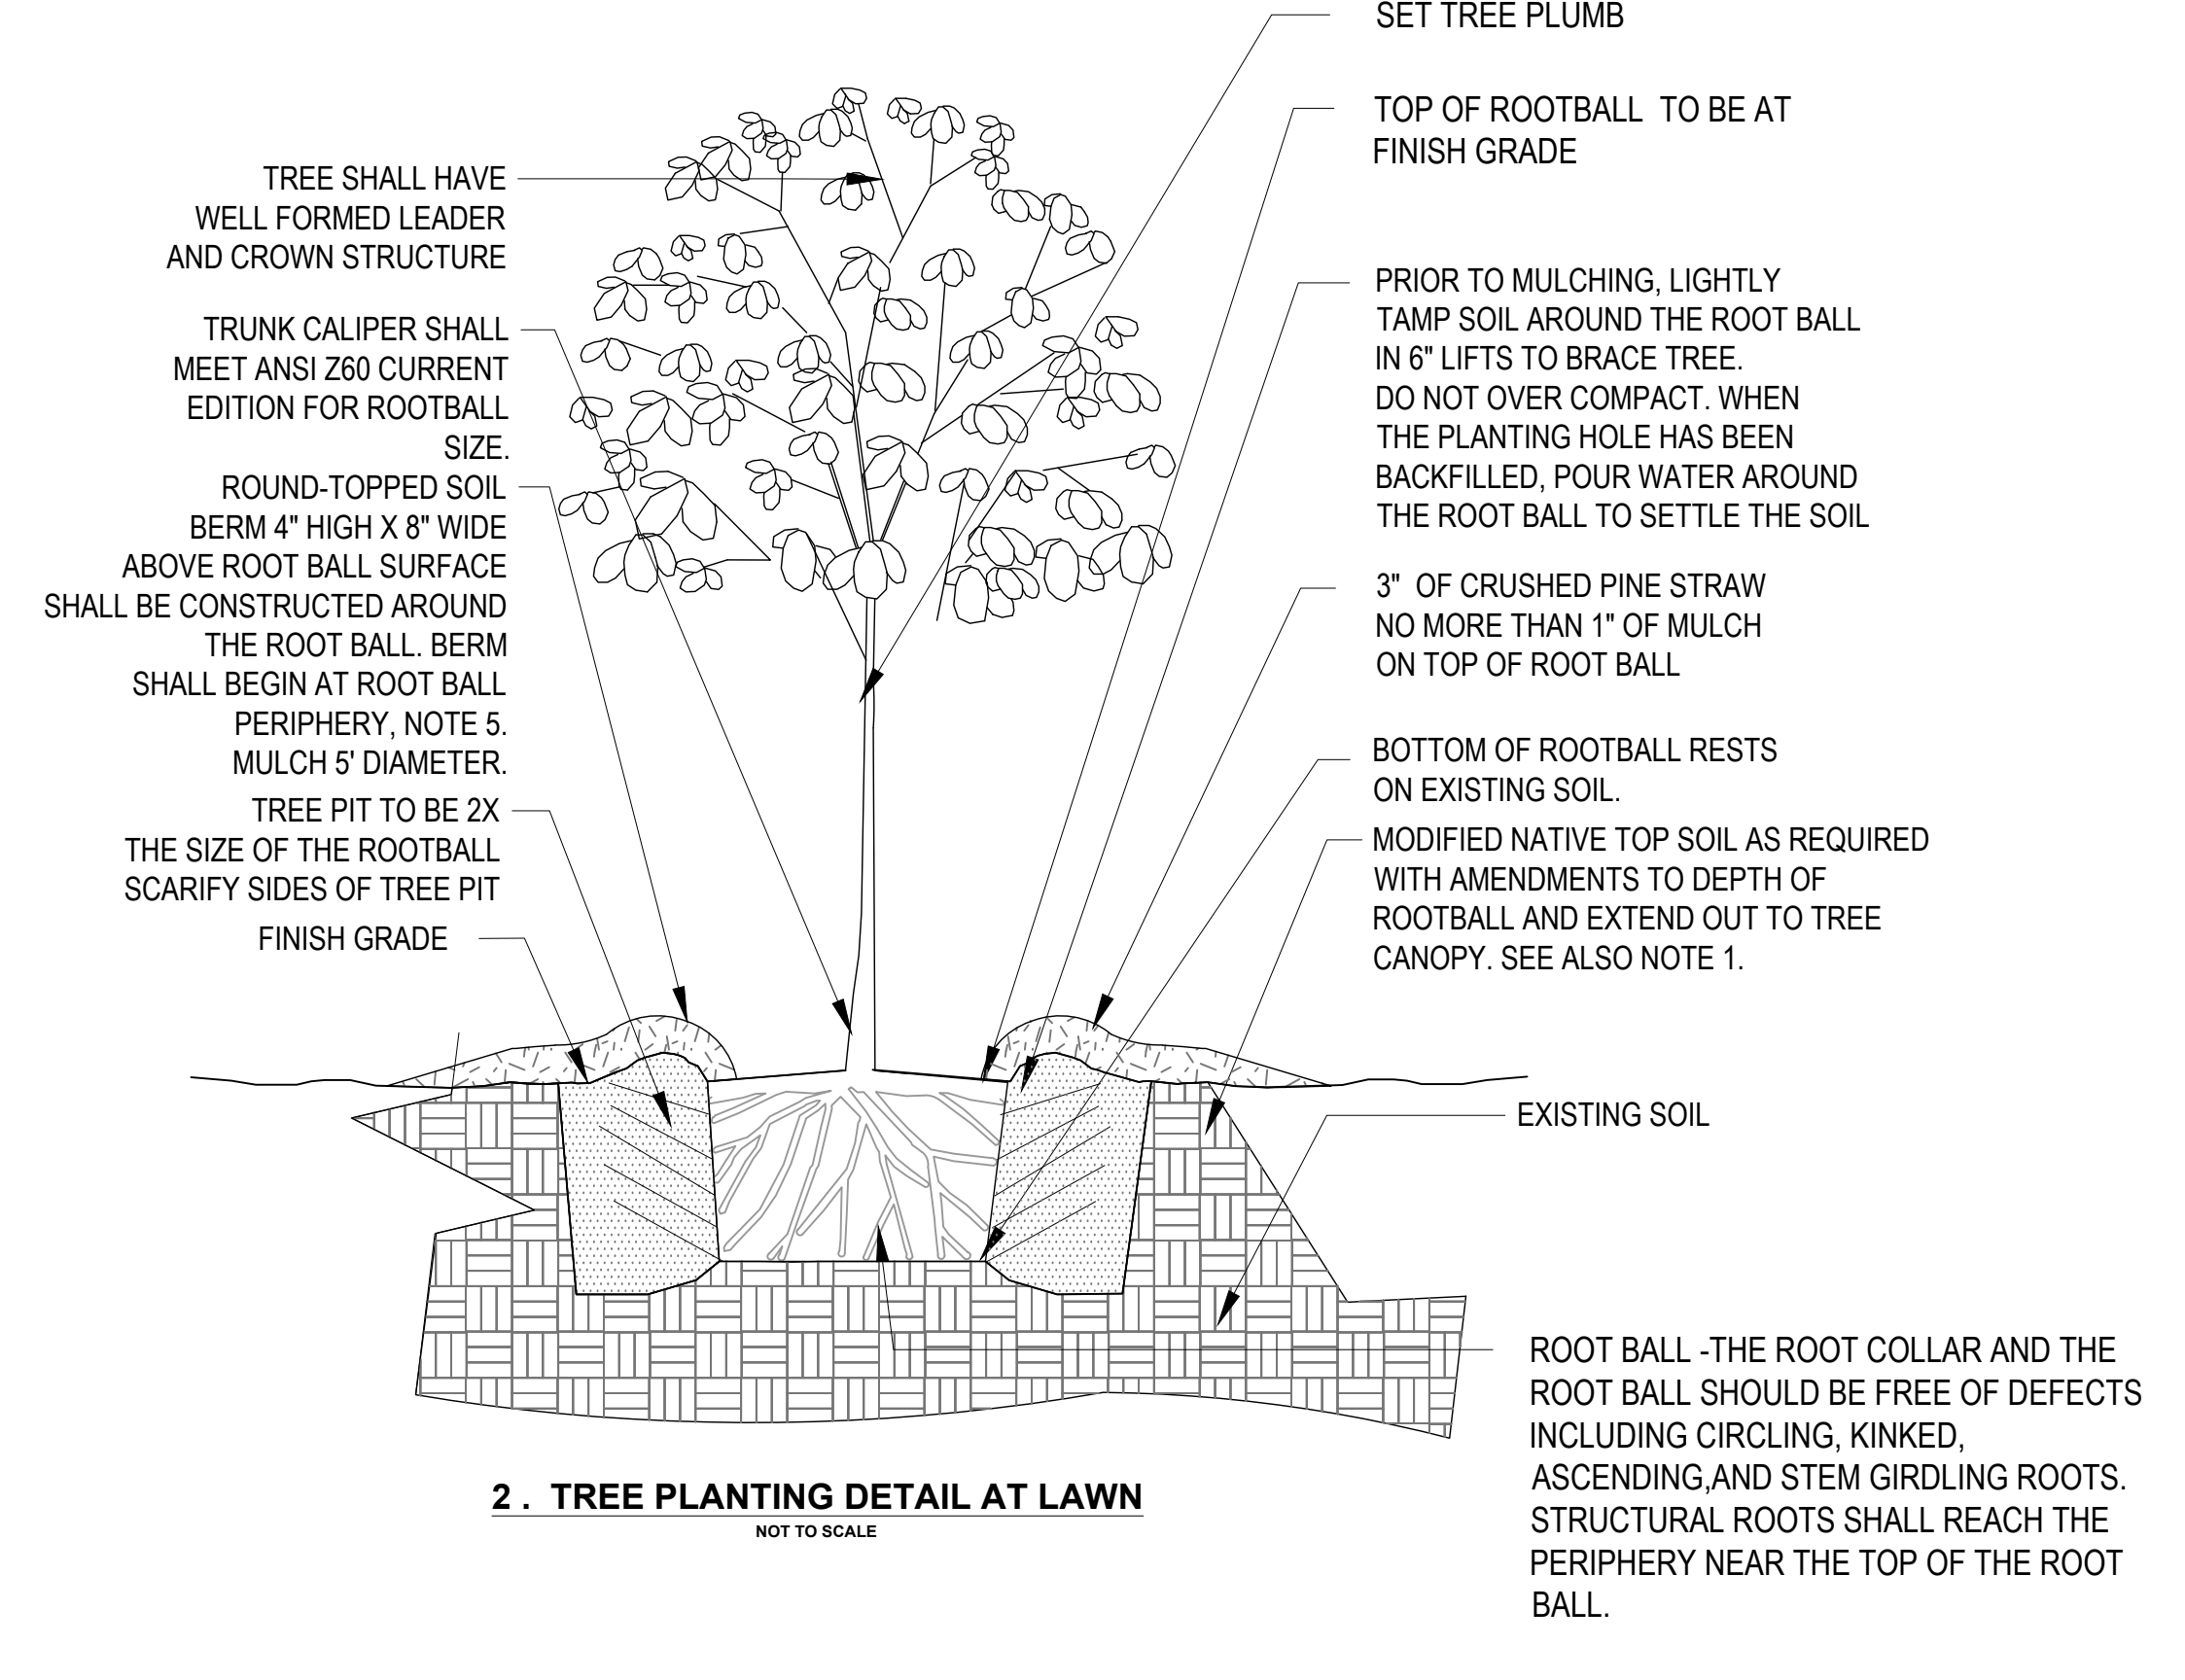 SET TREE PLUMB
TOP OF ROOTBALL  TO BE AT
FINISH GRADE
TREE SHALL HAVE
WELL FORMED LEADER
AND CROWN STRUCTURE
PRIOR TO MULCHING, LIGHTLY
TAMP SOIL AROUND THE ROOT BALL
IN 6" LIFTS TO BRACE TREE.
DO NOT OVER COMPACT. WHEN
THE PLANTING HOLE HAS BEEN
BACKFILLED, POUR WATER AROUND
THE ROOT BALL TO SETTLE THE SOIL
TRUNK CALIPER SHALL
MEET ANSI Z60 CURRENT
EDITION FOR ROOTBALL
SIZE.
ROUND-TOPPED SOIL
BERM 4" HIGH X 8" WIDE
ABOVE ROOT BALL SURFACE
SHALL BE CONSTRUCTED AROUND
THE ROOT BALL. BERM
SHALL BEGIN AT ROOT BALL
PERIPHERY, NOTE 5.
MULCH 5' DIAMETER.
3"  OF CRUSHED PINE STRAW
NO MORE THAN 1" OF MULCH
ON TOP OF ROOT BALL
BOTTOM OF ROOTBALL RESTS
ON EXISTING SOIL.
TREE PIT TO BE 2X
THE SIZE OF THE ROOTBALL
SCARIFY SIDES OF TREE PIT
MODIFIED NATIVE TOP SOIL AS REQUIRED
WITH AMENDMENTS TO DEPTH OF
ROOTBALL AND EXTEND OUT TO TREE
CANOPY. SEE ALSO NOTE 1.
FINISH GRADE
EXISTING SOIL
ROOT BALL -THE ROOT COLLAR AND THE
ROOT BALL SHOULD BE FREE OF DEFECTS
INCLUDING CIRCLING, KINKED,
ASCENDING,AND STEM GIRDLING ROOTS.
STRUCTURAL ROOTS SHALL REACH THE
PERIPHERY NEAR THE TOP OF THE ROOT
BALL.
2 .  TREE PLANTING DETAIL AT LAWN
NOT TO SCALE